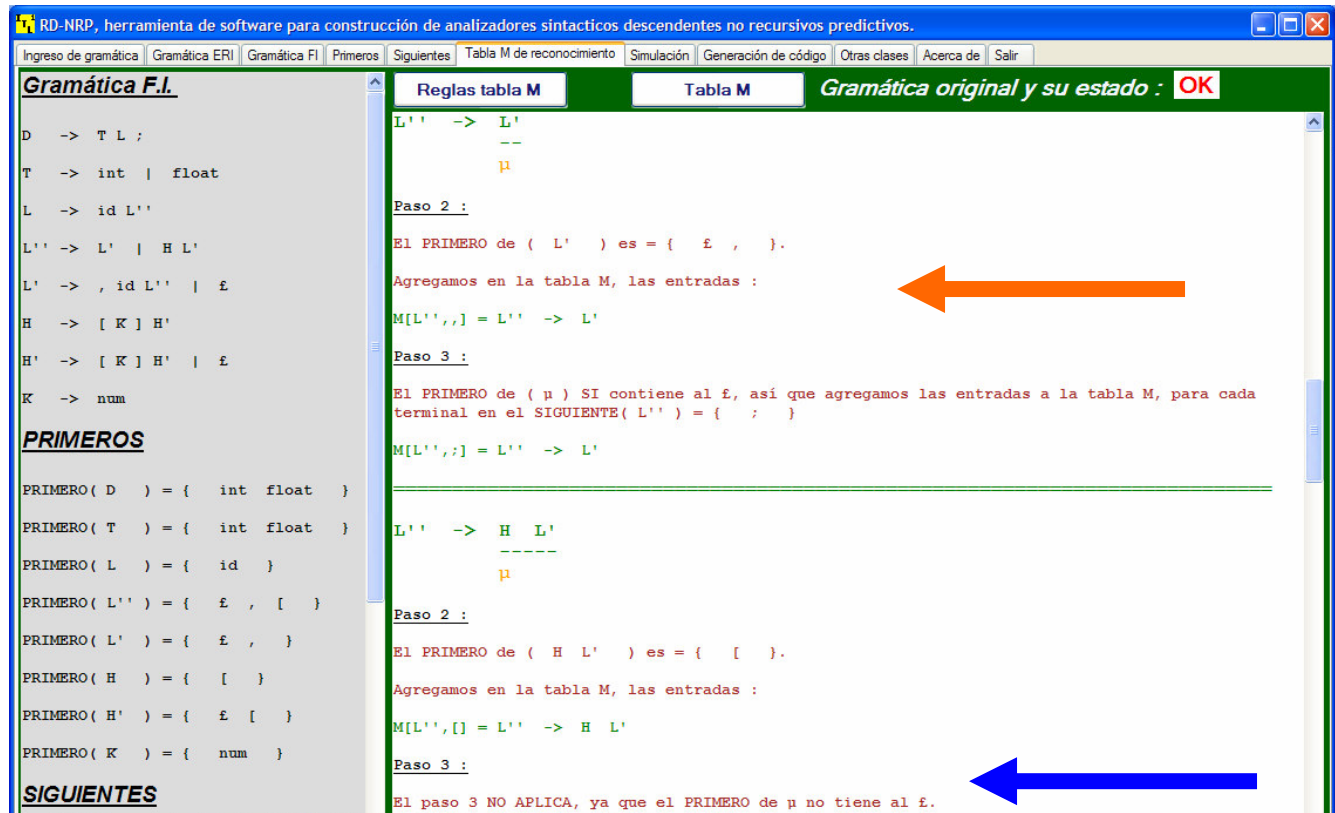 RD-NRP, herramienta de software para construcción de analizadores sintacticos descendentes no recursivos predictivos.
Ingreso de gramática Gramática ERI Gramática FI Primeros Siguientes Tabla M de reconocimiento Simulación Generación de código Otras clases Acerca de Salir
Gramática F.I.
D -> T L ;
T -> int | float
L -> id L''
L'' -> L' | H L'
L' -> , id L'' | £
H -> [ K ] H'
H' -> [ K ] H' | £
K -> num
PRIMEROS
PRIMERO( D ) = { int float }
PRIMERO( T ) = { int float }
PRIMERO( L ) = { id }
PRIMERO( L'' ) = { £ , [ }
PRIMERO( L' ) = { £ , }
PRIMERO( H ) = { [ }
PRIMERO( H' ) = { £ [ }
PRIMERO( K ) = { num }
SIGUIENTES
Reglas tabla M Tabla M Gramática original y su estado : OK
L'' -> L'
--
µ
Paso 2 :
El PRIMERO de ( L' ) es = { £ , }.
Agregamos en la tabla M, las entradas :
M[L'',,] = L'' -> L'
Paso 3 :
El PRIMERO de ( µ ) SI contiene al £, así que agregamos las entradas a la tabla M, para cada
terminal en el SIGUIENTE( L'' ) = { ; }
M[L'',;] = L'' -> L'
===========================================================================
L'' -> H L'
-----
µ
Paso 2 :
El PRIMERO de ( H L' ) es = { [ }.
Agregamos en la tabla M, las entradas :
M[L'',[] = L'' -> H L'
Paso 3 :
El paso 3 NO APLICA, ya que el PRIMERO de µ no tiene al £.